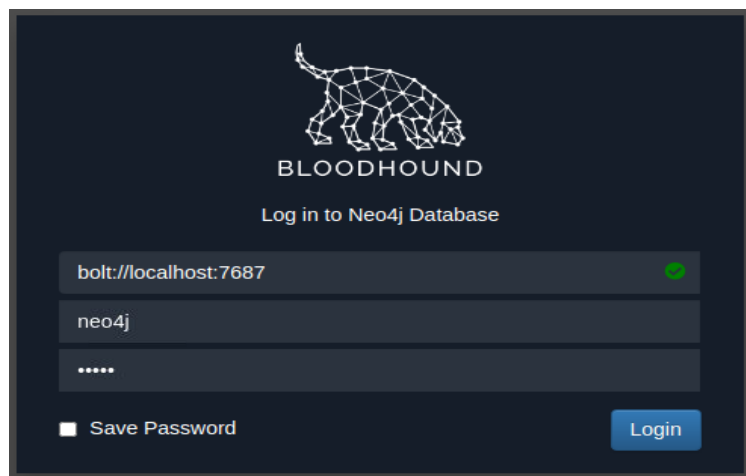 BLOODHOUND
Log in to Neo4j Database
bolt://localhost:7687
neo4j
•••••
Save Password
Login